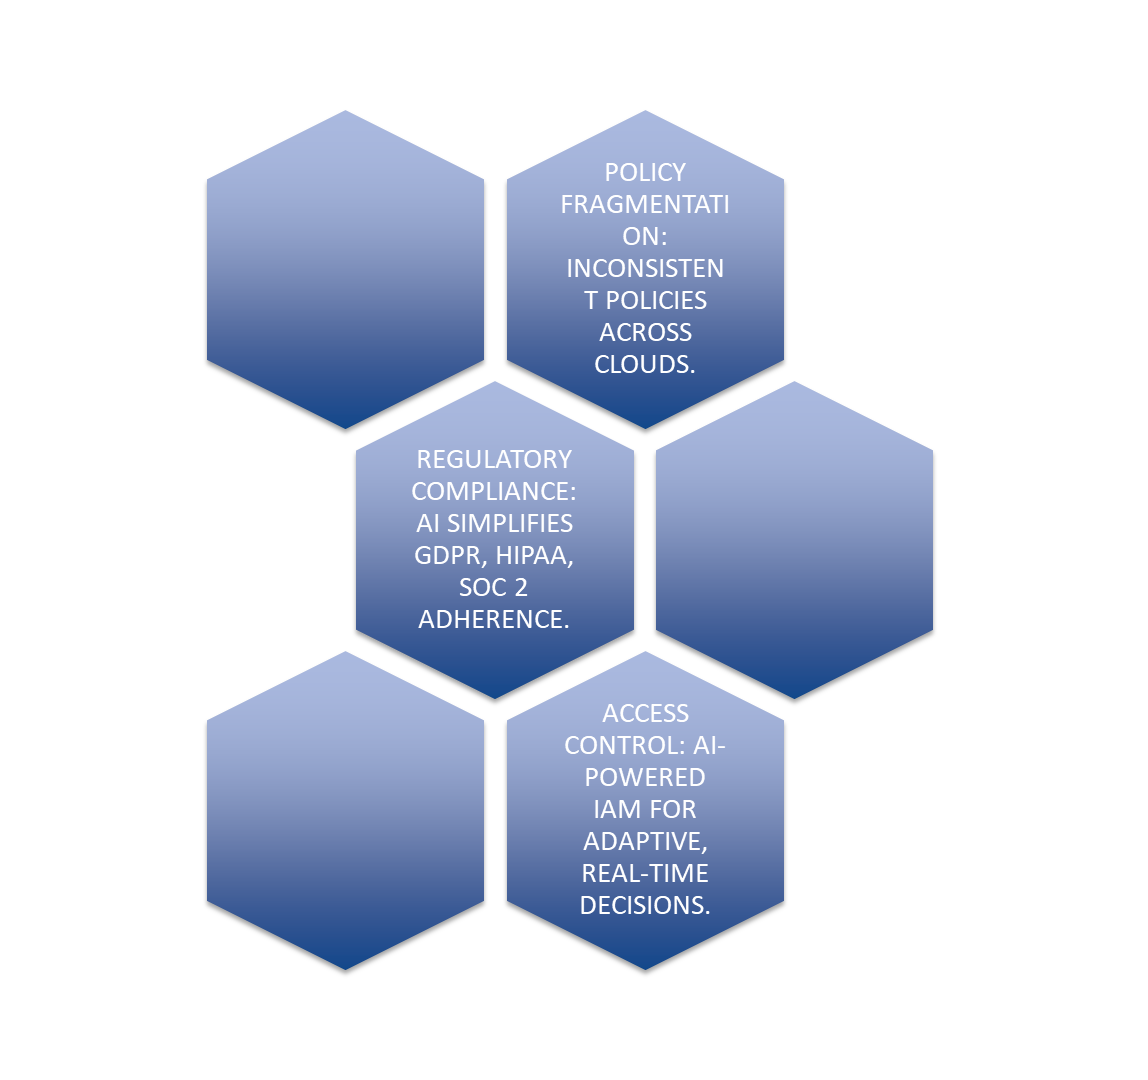 POLICY
FRAGMENTATI
ON:
INCONSISTEN
T POLICIES
ACROSS
CLOUDS.
REGULATORY
COMPLIANCE:
AI SIMPLIFIES
GDPR, HIPAA,
SOC 2
ADHERENCE.
ACCESS
CONTROL: AI-
POWERED
IAM FOR
ADAPTIVE,
REAL-TIME
DECISIONS.